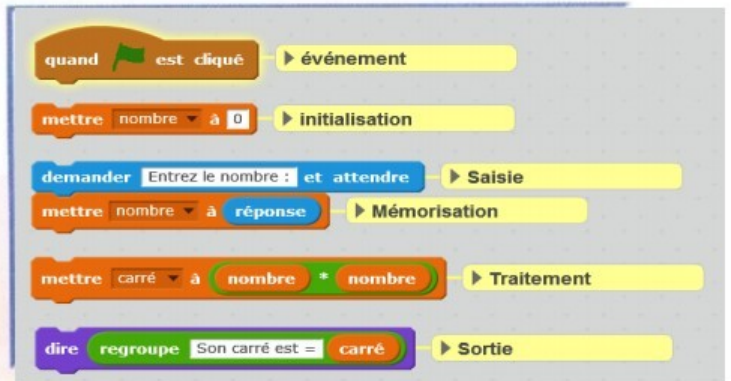 quand est cliqué événement
mettre nombre à 0 initialisation
demander Entrez le nombre : et attendre Saisie
mettre nombre à réponse Mémorisation
mettre carré à nombre * nombre Traitement
dire regroupe Son carré est = carré Sortie